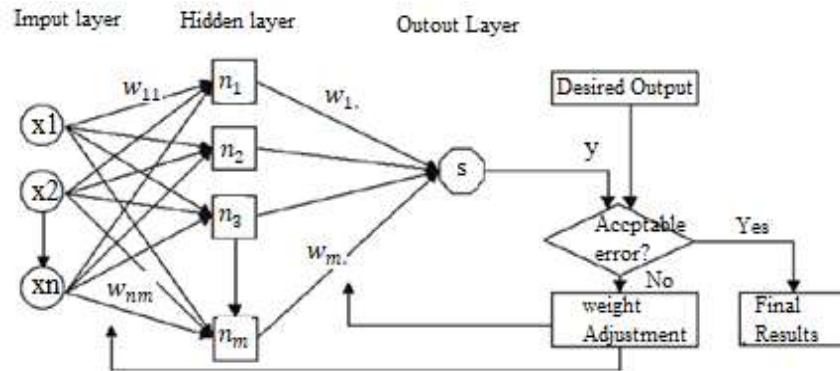 Imput layer
Hidden layer
Outout Layer
w₁₁
n₁
w₁.
Desired Output
x1
n₂
y
s
x2
n₃
Accptable
error?
Yes
xn
wₙₘ
wₘ.
No
nₘ
weight
Adjustment
Final
Results